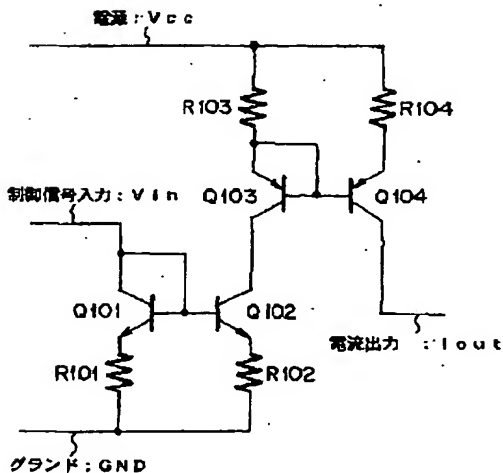 電源:Vcc
R103
R104
Q103
Q104
制御信号入力:Vin
Q101
Q102
R101
R102
電流出力:Iout
グランド:GND